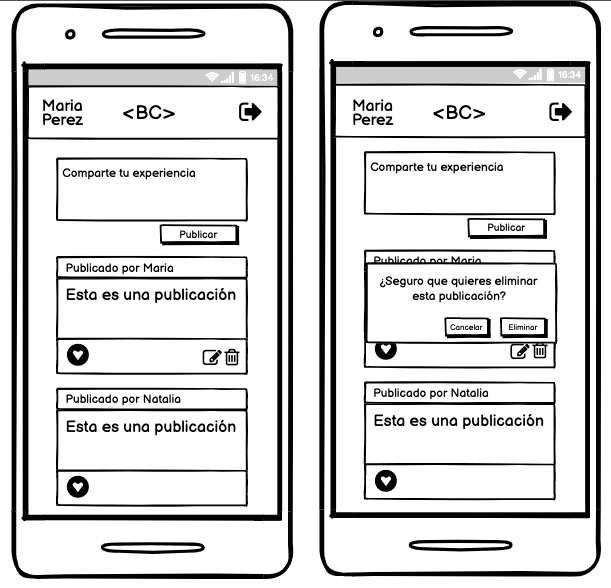 16:34
Maria
Perez
<BC>
Comparte tu experiencia
Publicar
Publicado por Maria
Esta es una publicación
Publicado por Natalia
Esta es una publicación
16:34
Maria
Perez
<BC>
Comparte tu experiencia
Publicar
Publicado por Maria
¿Seguro que quieres eliminar
esta publicación?
Cancelar Eliminar
Publicado por Natalia
Esta es una publicación